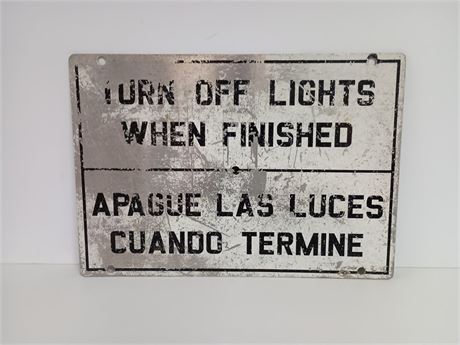 TURN OFF LIGHTS
WHEN FINISHED
APAGUE LAS LUCES
CUANDO TERMINE